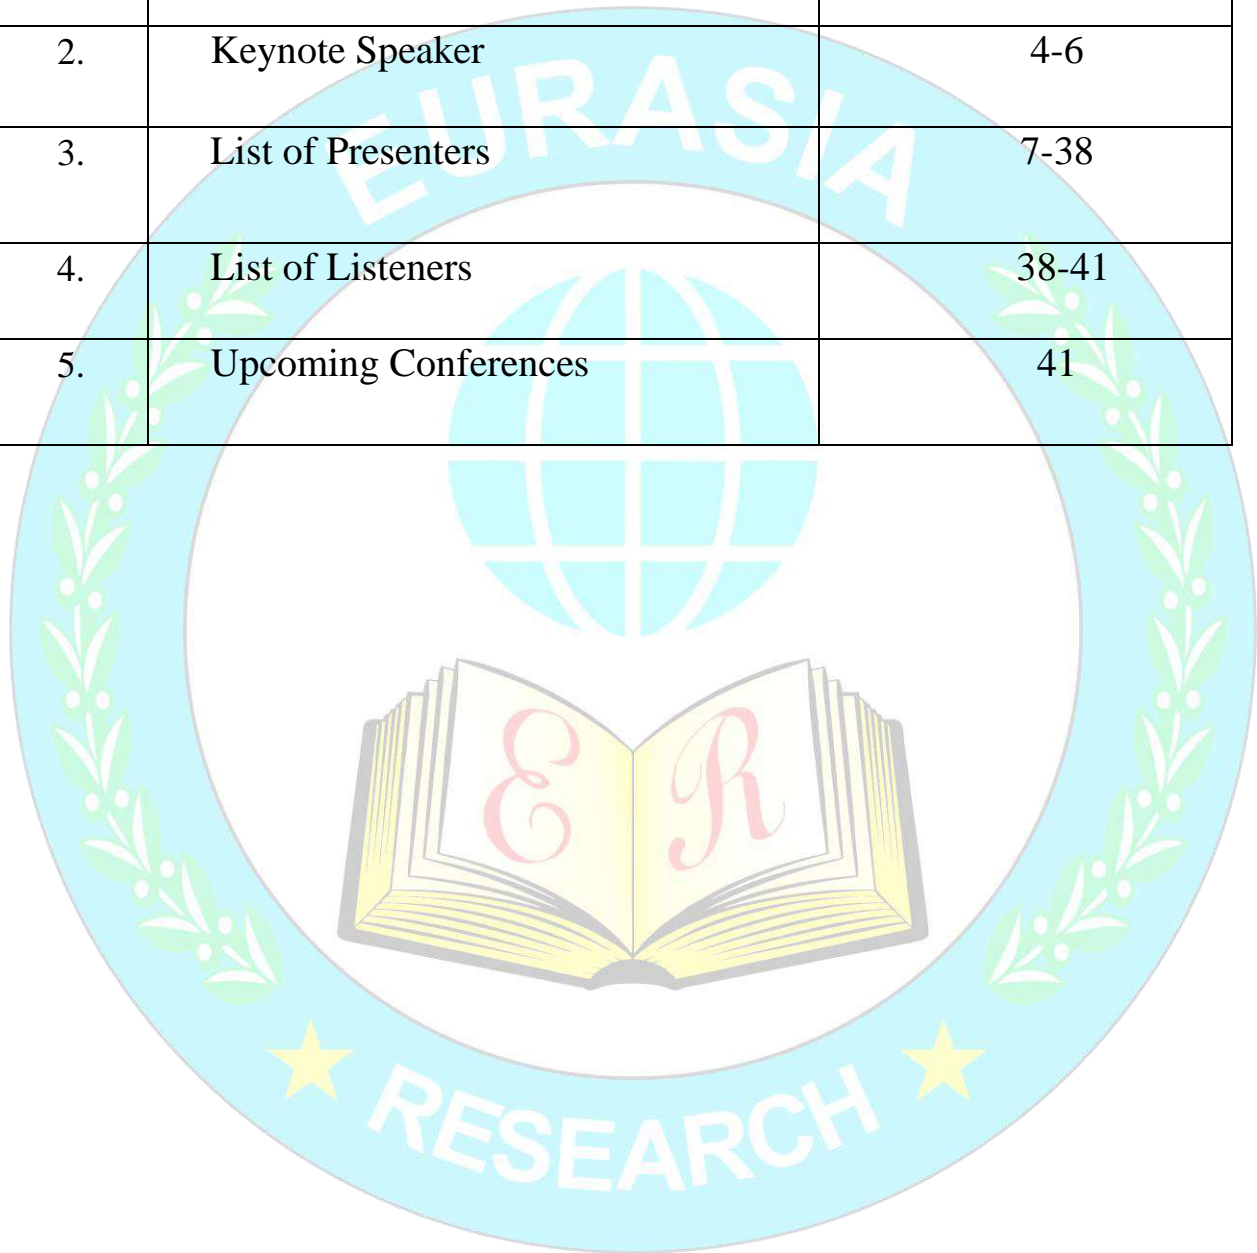 2. Keynote Speaker 4-6
3. List of Presenters 7-38
4. List of Listeners 38-41
5. Upcoming Conferences 41
EURASIA
E R
RESEARCH